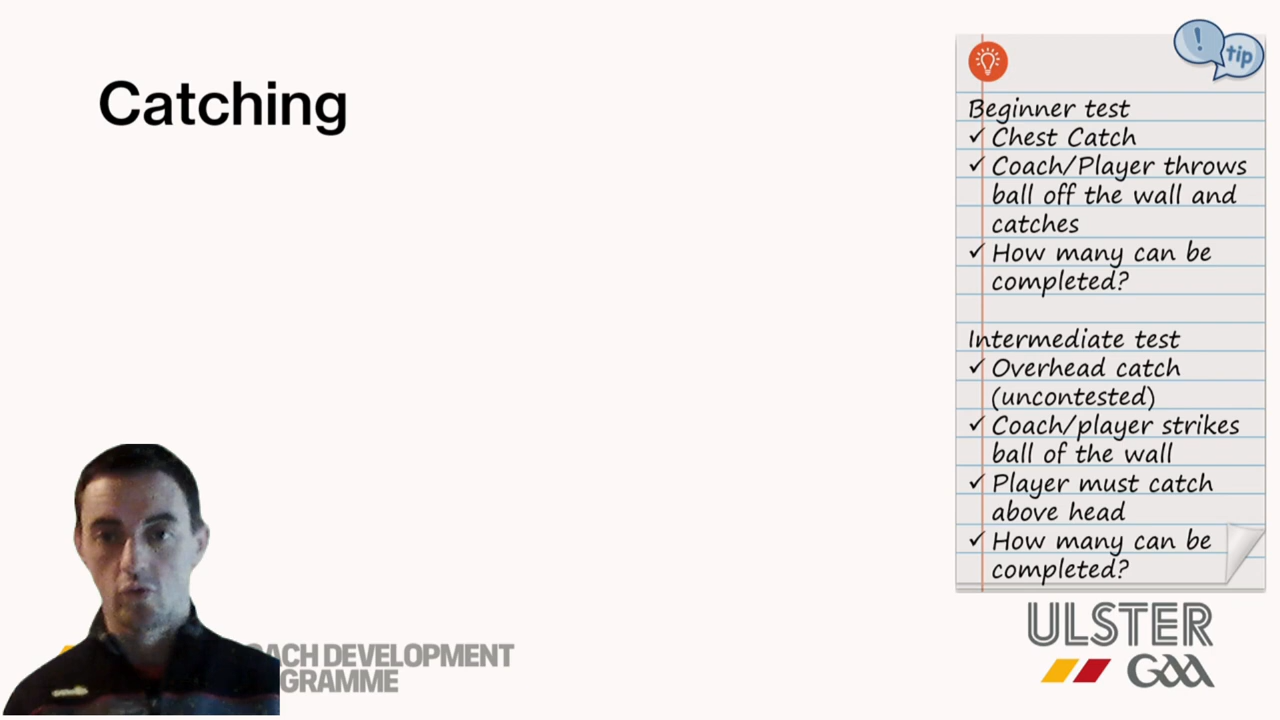 Catching
!
tip
Beginner test
✓ Chest Catch
✓ Coach/Player throws
ball off the wall and
catches
✓ How many can be
completed?
Intermediate test
✓ Overhead catch
(uncontested)
✓ Coach/player strikes
ball of the wall
✓ Player must catch
above head
✓ How many can be
completed?
ACH DEVELOPMENT
GRAMME
ULSTER
GAA